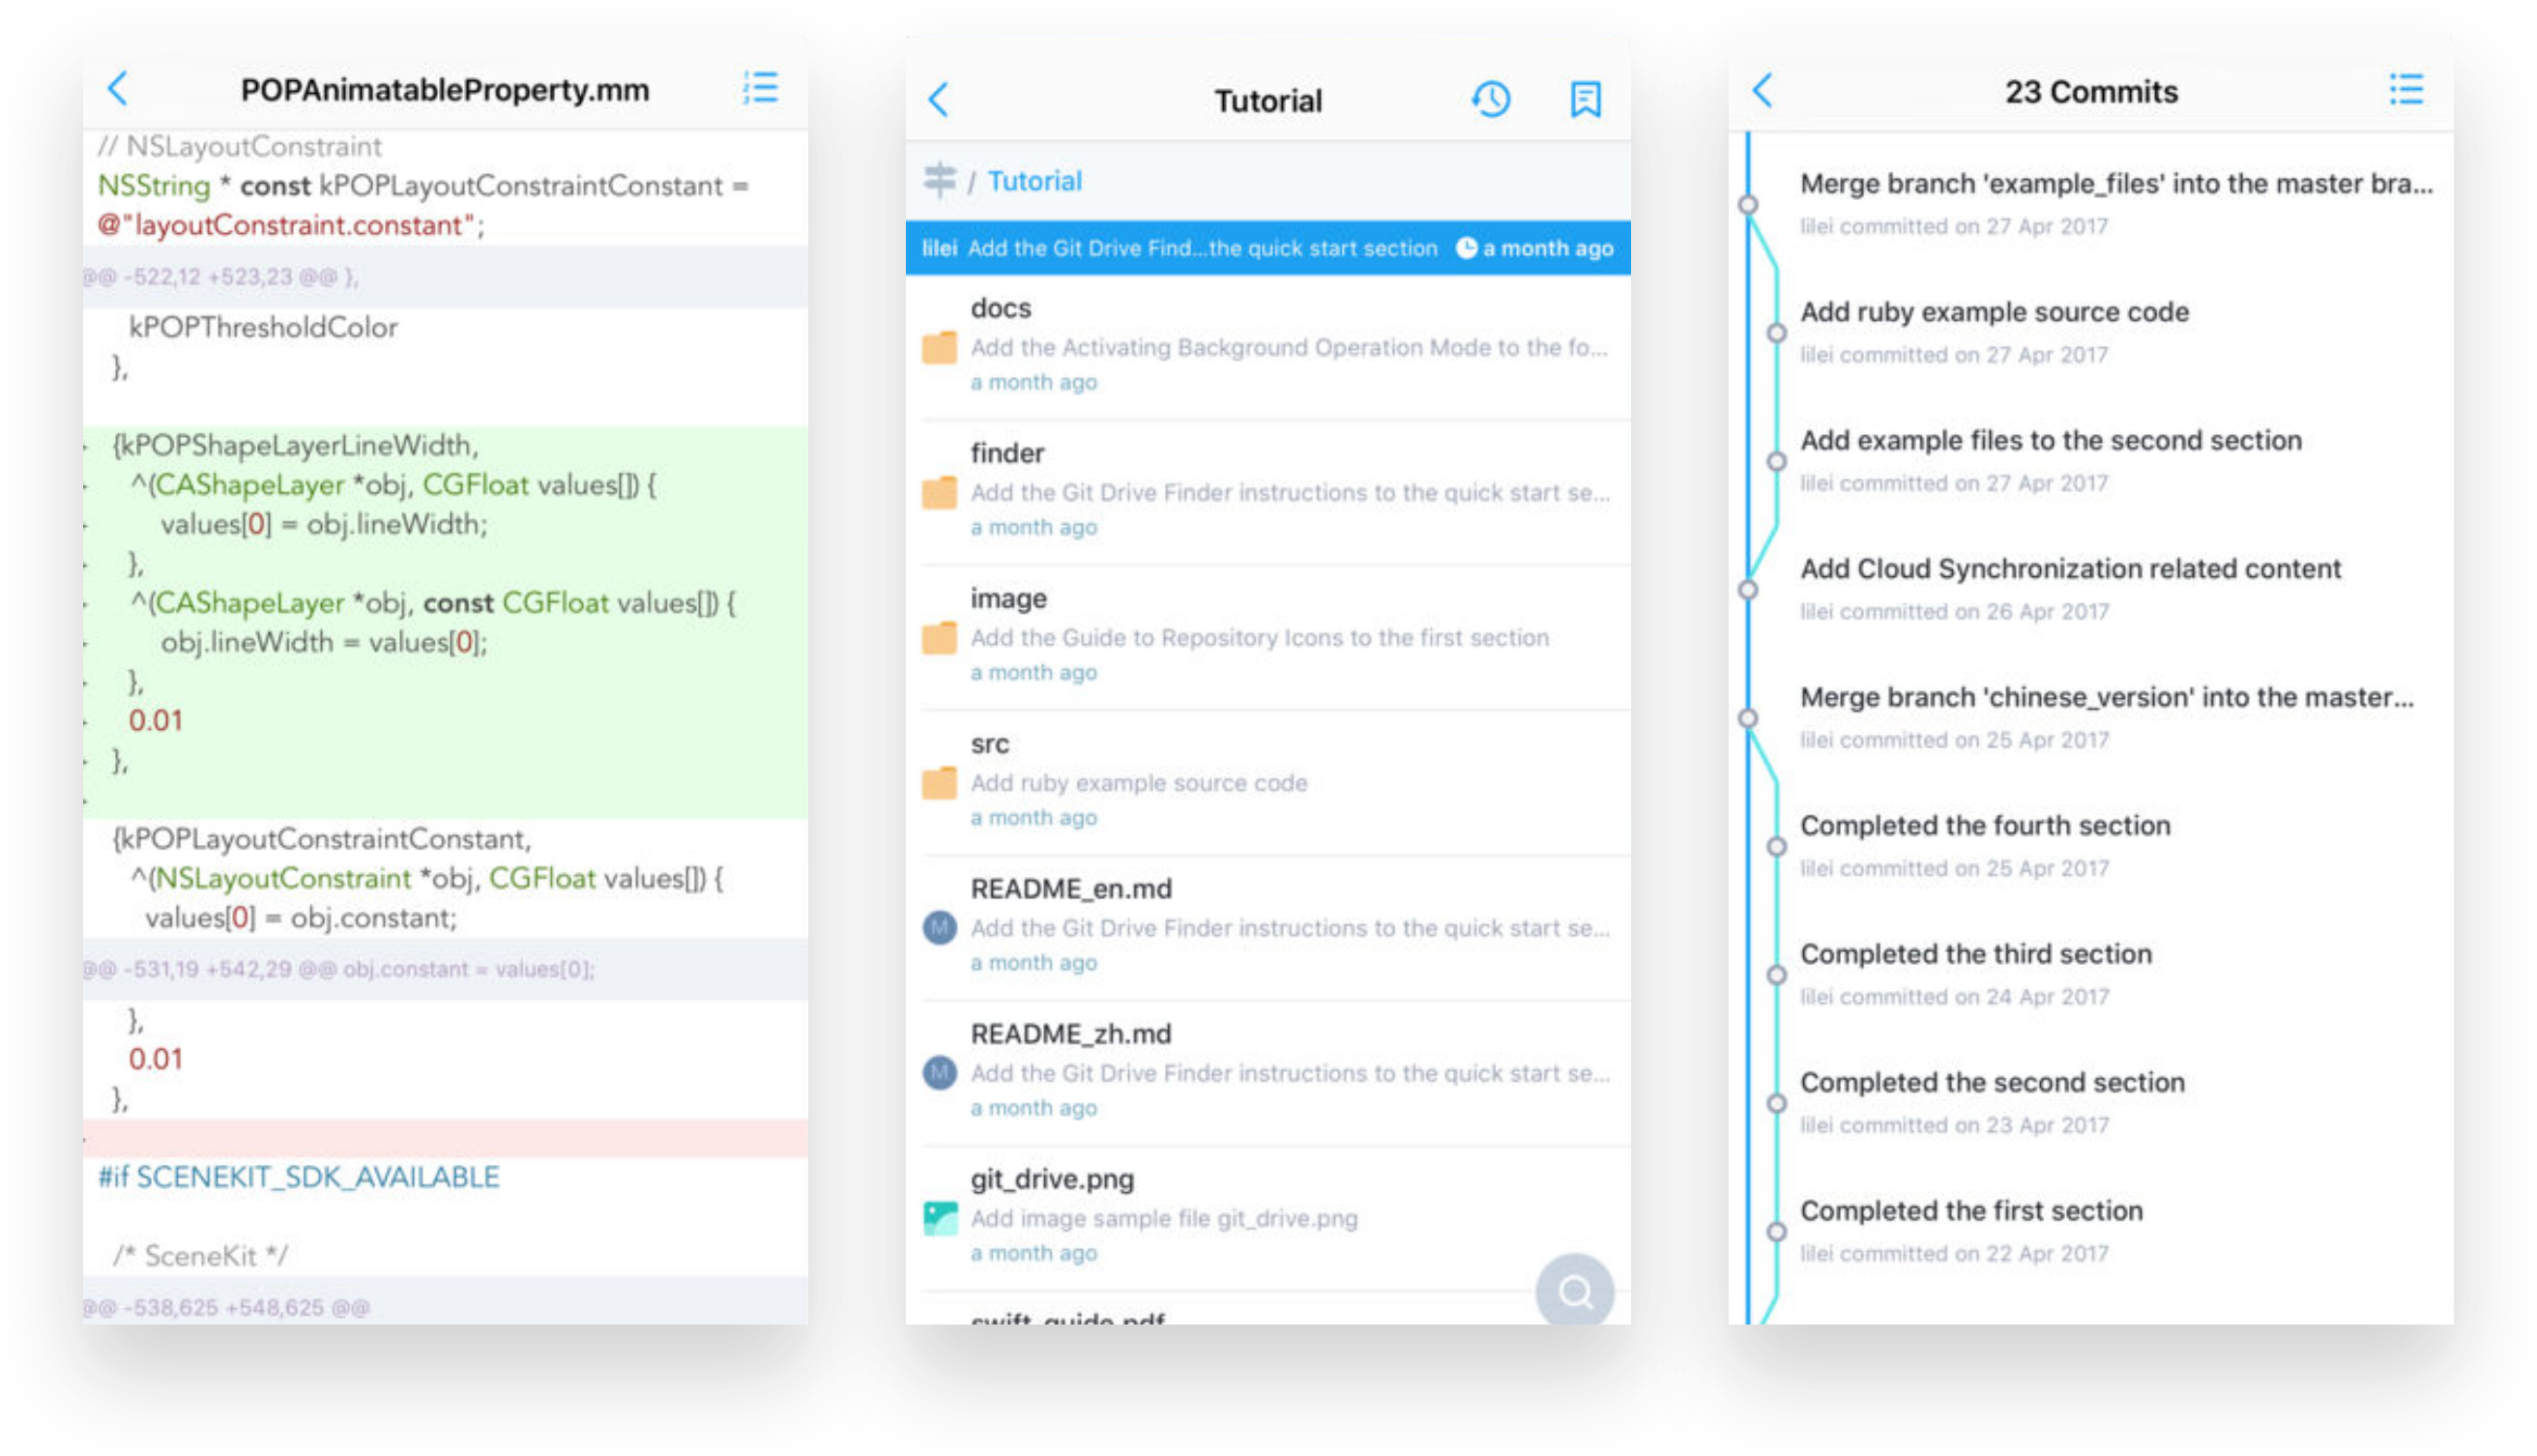 POPAnimatableProperty.mm
// NSLayoutConstraint
NSString * const kPOPLayoutConstraintConstant =
@"layoutConstraint.constant";
@@ -522,12 +523,23 @@ },
kPOPThresholdColor
},
{kPOPShapeLayerLineWidth,
^(CAShapeLayer *obj, CGFloat values[]) {
values[0] = obj.lineWidth;
},
^(CAShapeLayer *obj, const CGFloat values[]) {
obj.lineWidth = values[0];
},
0.01
},
{kPOPLayoutConstraintConstant,
^(NSLayoutConstraint *obj, CGFloat values[]) {
values[0] = obj.constant;
@@ -531,19 +542,29 @@ obj.constant = values[0];
},
0.01
},
#if SCENEKIT_SDK_AVAILABLE
/* SceneKit */
@@ -538,625 +548,625 @@
Tutorial
/ Tutorial
lilei Add the Git Drive Find...the quick start section a month ago
docs
Add the Activating Background Operation Mode to the fo...
a month ago
finder
Add the Git Drive Finder instructions to the quick start se...
a month ago
image
Add the Guide to Repository Icons to the first section
a month ago
src
Add ruby example source code
a month ago
README_en.md
M
Add the Git Drive Finder instructions to the quick start se...
a month ago
README_zh.md
M
Add the Git Drive Finder instructions to the quick start se...
a month ago
git_drive.png
Add image sample file git_drive.png
a month ago
swift_guide.pdf
23 Commits
Merge branch 'example_files' into the master bra...
lilei committed on 27 Apr 2017
Add ruby example source code
lilei committed on 27 Apr 2017
Add example files to the second section
lilei committed on 27 Apr 2017
Add Cloud Synchronization related content
lilei committed on 26 Apr 2017
Merge branch 'chinese_version' into the master...
lilei committed on 25 Apr 2017
Completed the fourth section
lilei committed on 25 Apr 2017
Completed the third section
lilei committed on 24 Apr 2017
Completed the second section
lilei committed on 23 Apr 2017
Completed the first section
lilei committed on 22 Apr 2017